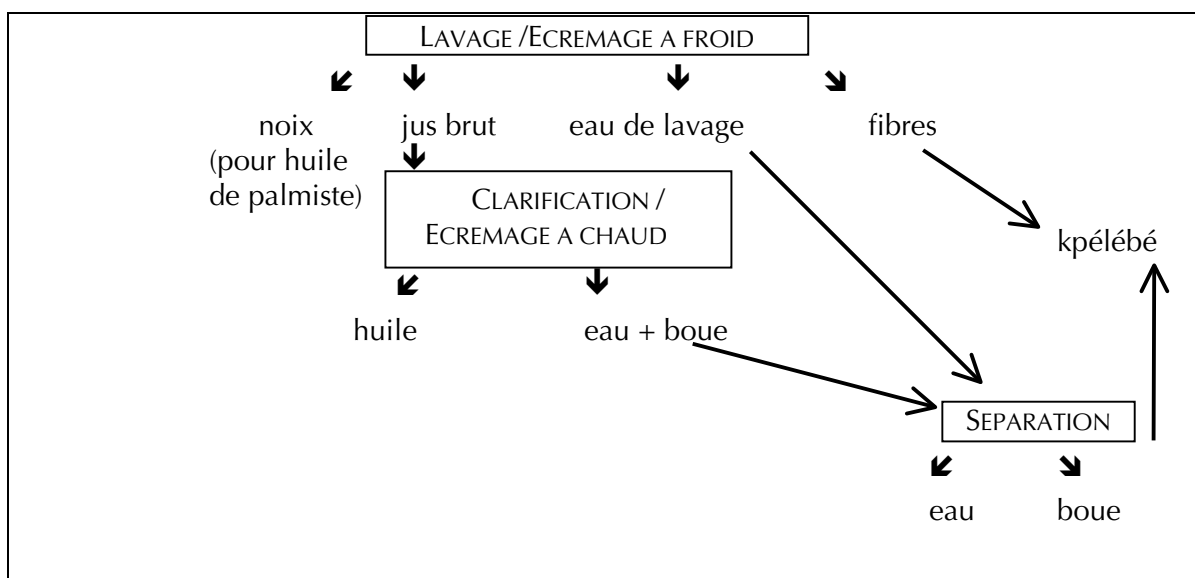 LAVAGE /ECREMAGE A FROID
noix jus brut eau de lavage fibres
(pour huile
de palmiste)
CLARIFICATION /
ECREMAGE A CHAUD
kpélébé
huile eau + boue
SEPARATION
eau boue